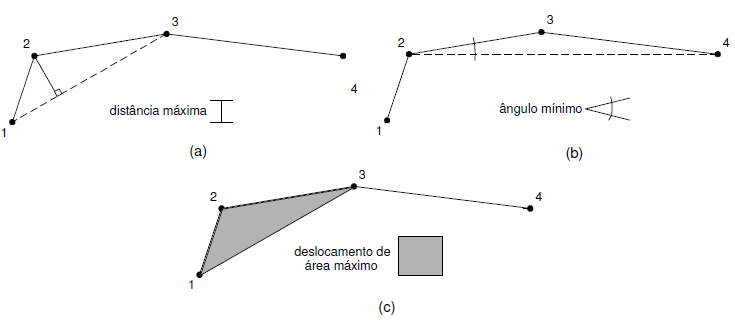 3
2
distância máxima
4
1
(a)
3
2
4
ângulo mínimo
1
(b)
3
2
4
deslocamento de
área máximo
1
(c)